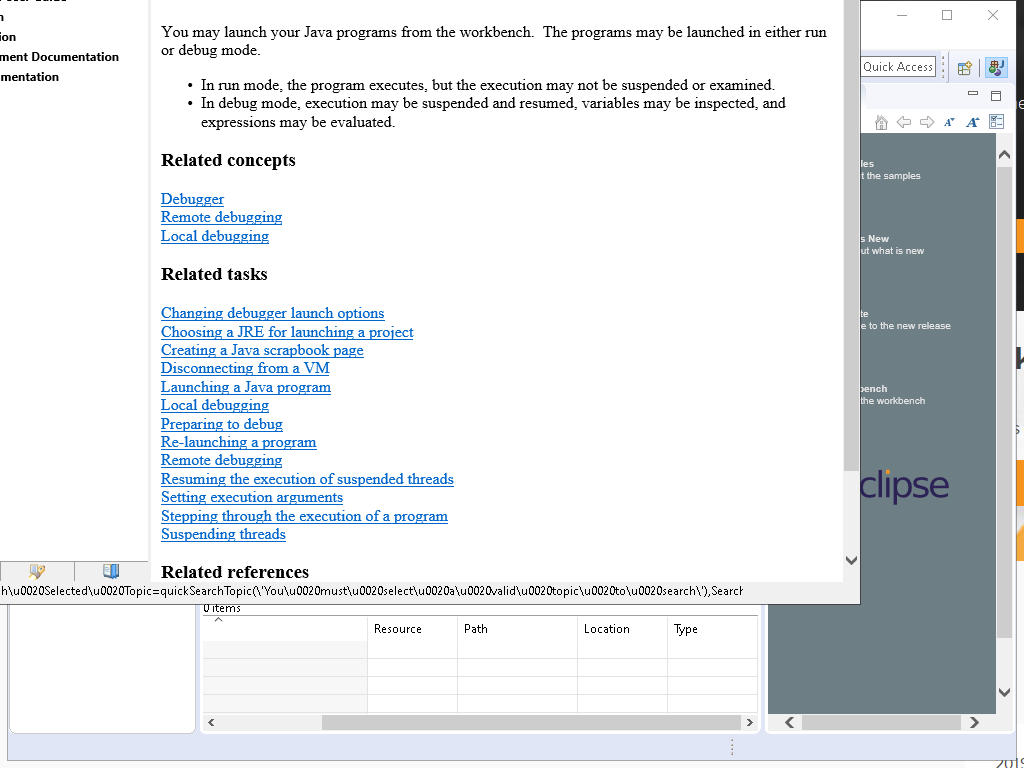 ment Documentation
mentation
You may launch your Java programs from the workbench.  The programs may be launched in either run
or debug mode.
• In run mode, the program executes, but the execution may not be suspended or examined.
• In debug mode, execution may be suspended and resumed, variables may be inspected, and
expressions may be evaluated.
Related concepts
Debugger
Remote debugging
Local debugging
Related tasks
Changing debugger launch options
Choosing a JRE for launching a project
Creating a Java scrapbook page
Disconnecting from a VM
Launching a Java program
Local debugging
Preparing to debug
Re-launching a program
Remote debugging
Resuming the execution of suspended threads
Setting execution arguments
Stepping through the execution of a program
Suspending threads
Related references
h\u0020Selected\u0020Topic=quickSearchTopic(\'You\u0020must\u0020select\u0020a\u0020valid\u0020topic\u0020to\u0020search\'),Search
Quick Access
les
t the samples
s New
ut what is new
te
e to the new release
bench
the workbench
clipse
0 items
Resource Path Location Type
2019